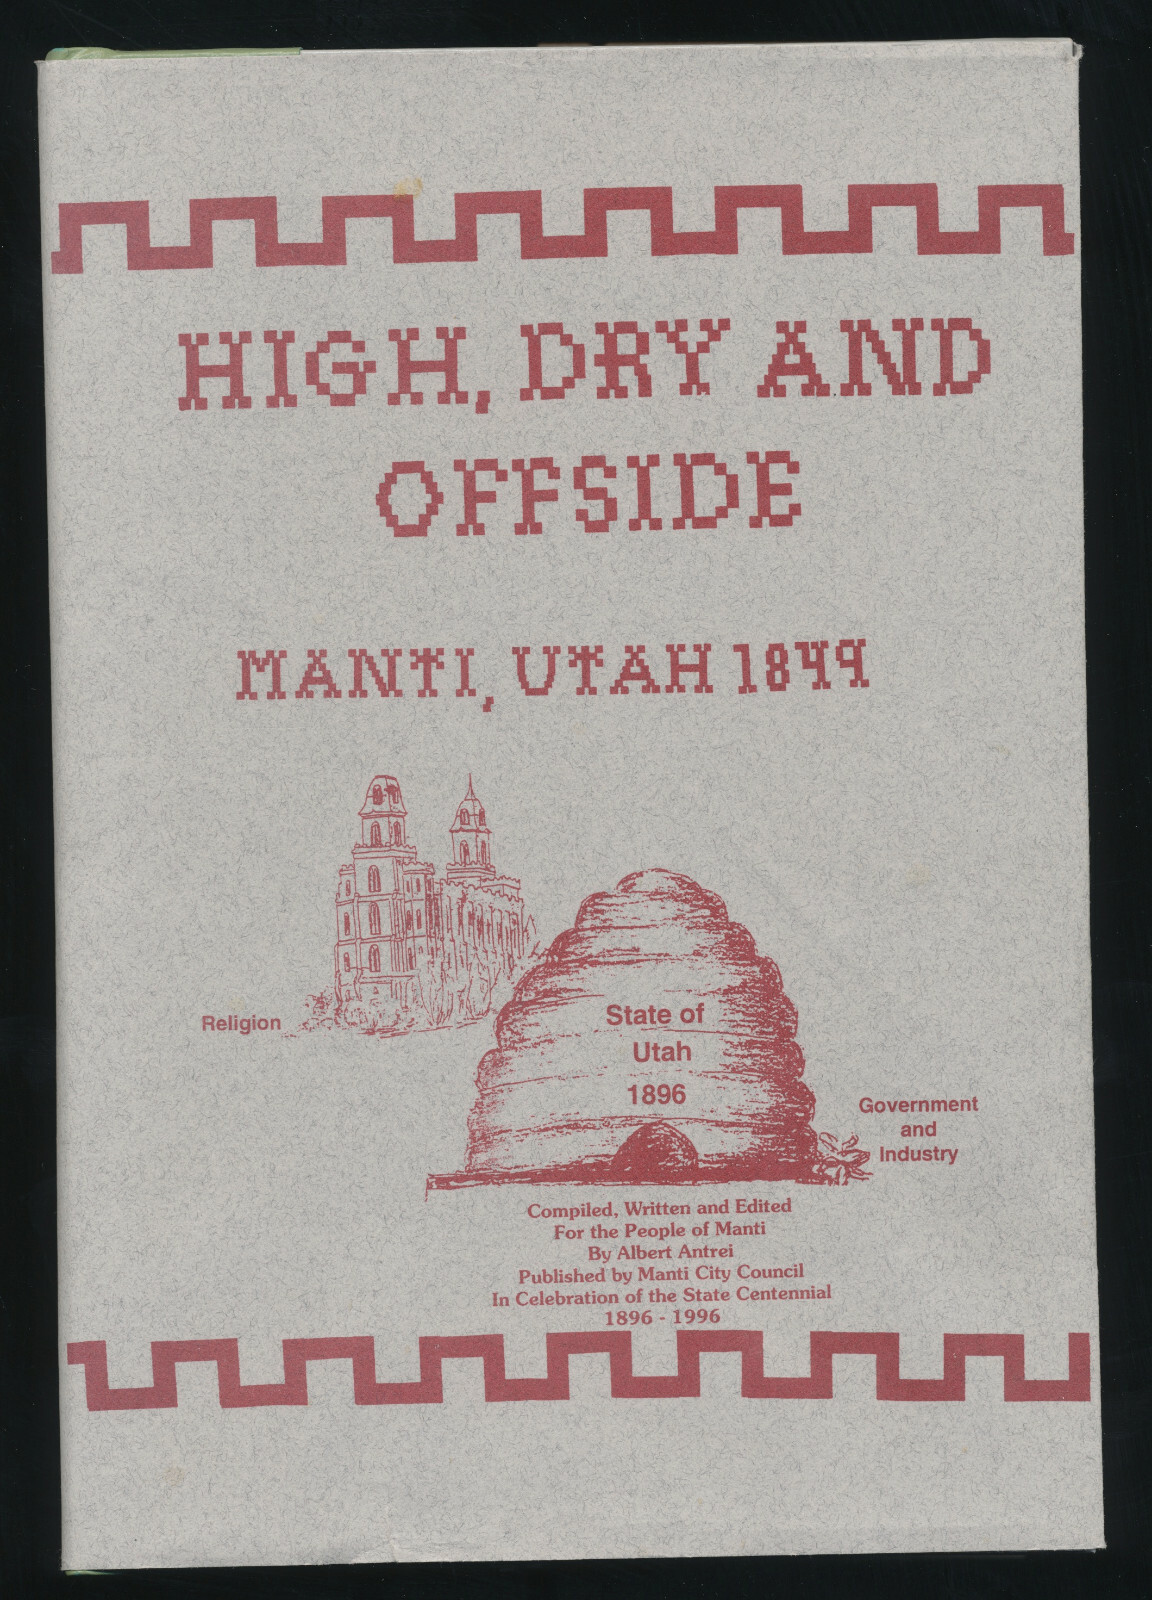 HIGH, DRY AND
OFFSIDE
MANTI, UTAH 1849
Religion
State of
Utah
1896
Government
and
Industry
Compiled, Written and Edited
For the People of Manti
By Albert Antrei
Published by Manti City Council
In Celebration of the State Centennial
1896 - 1996